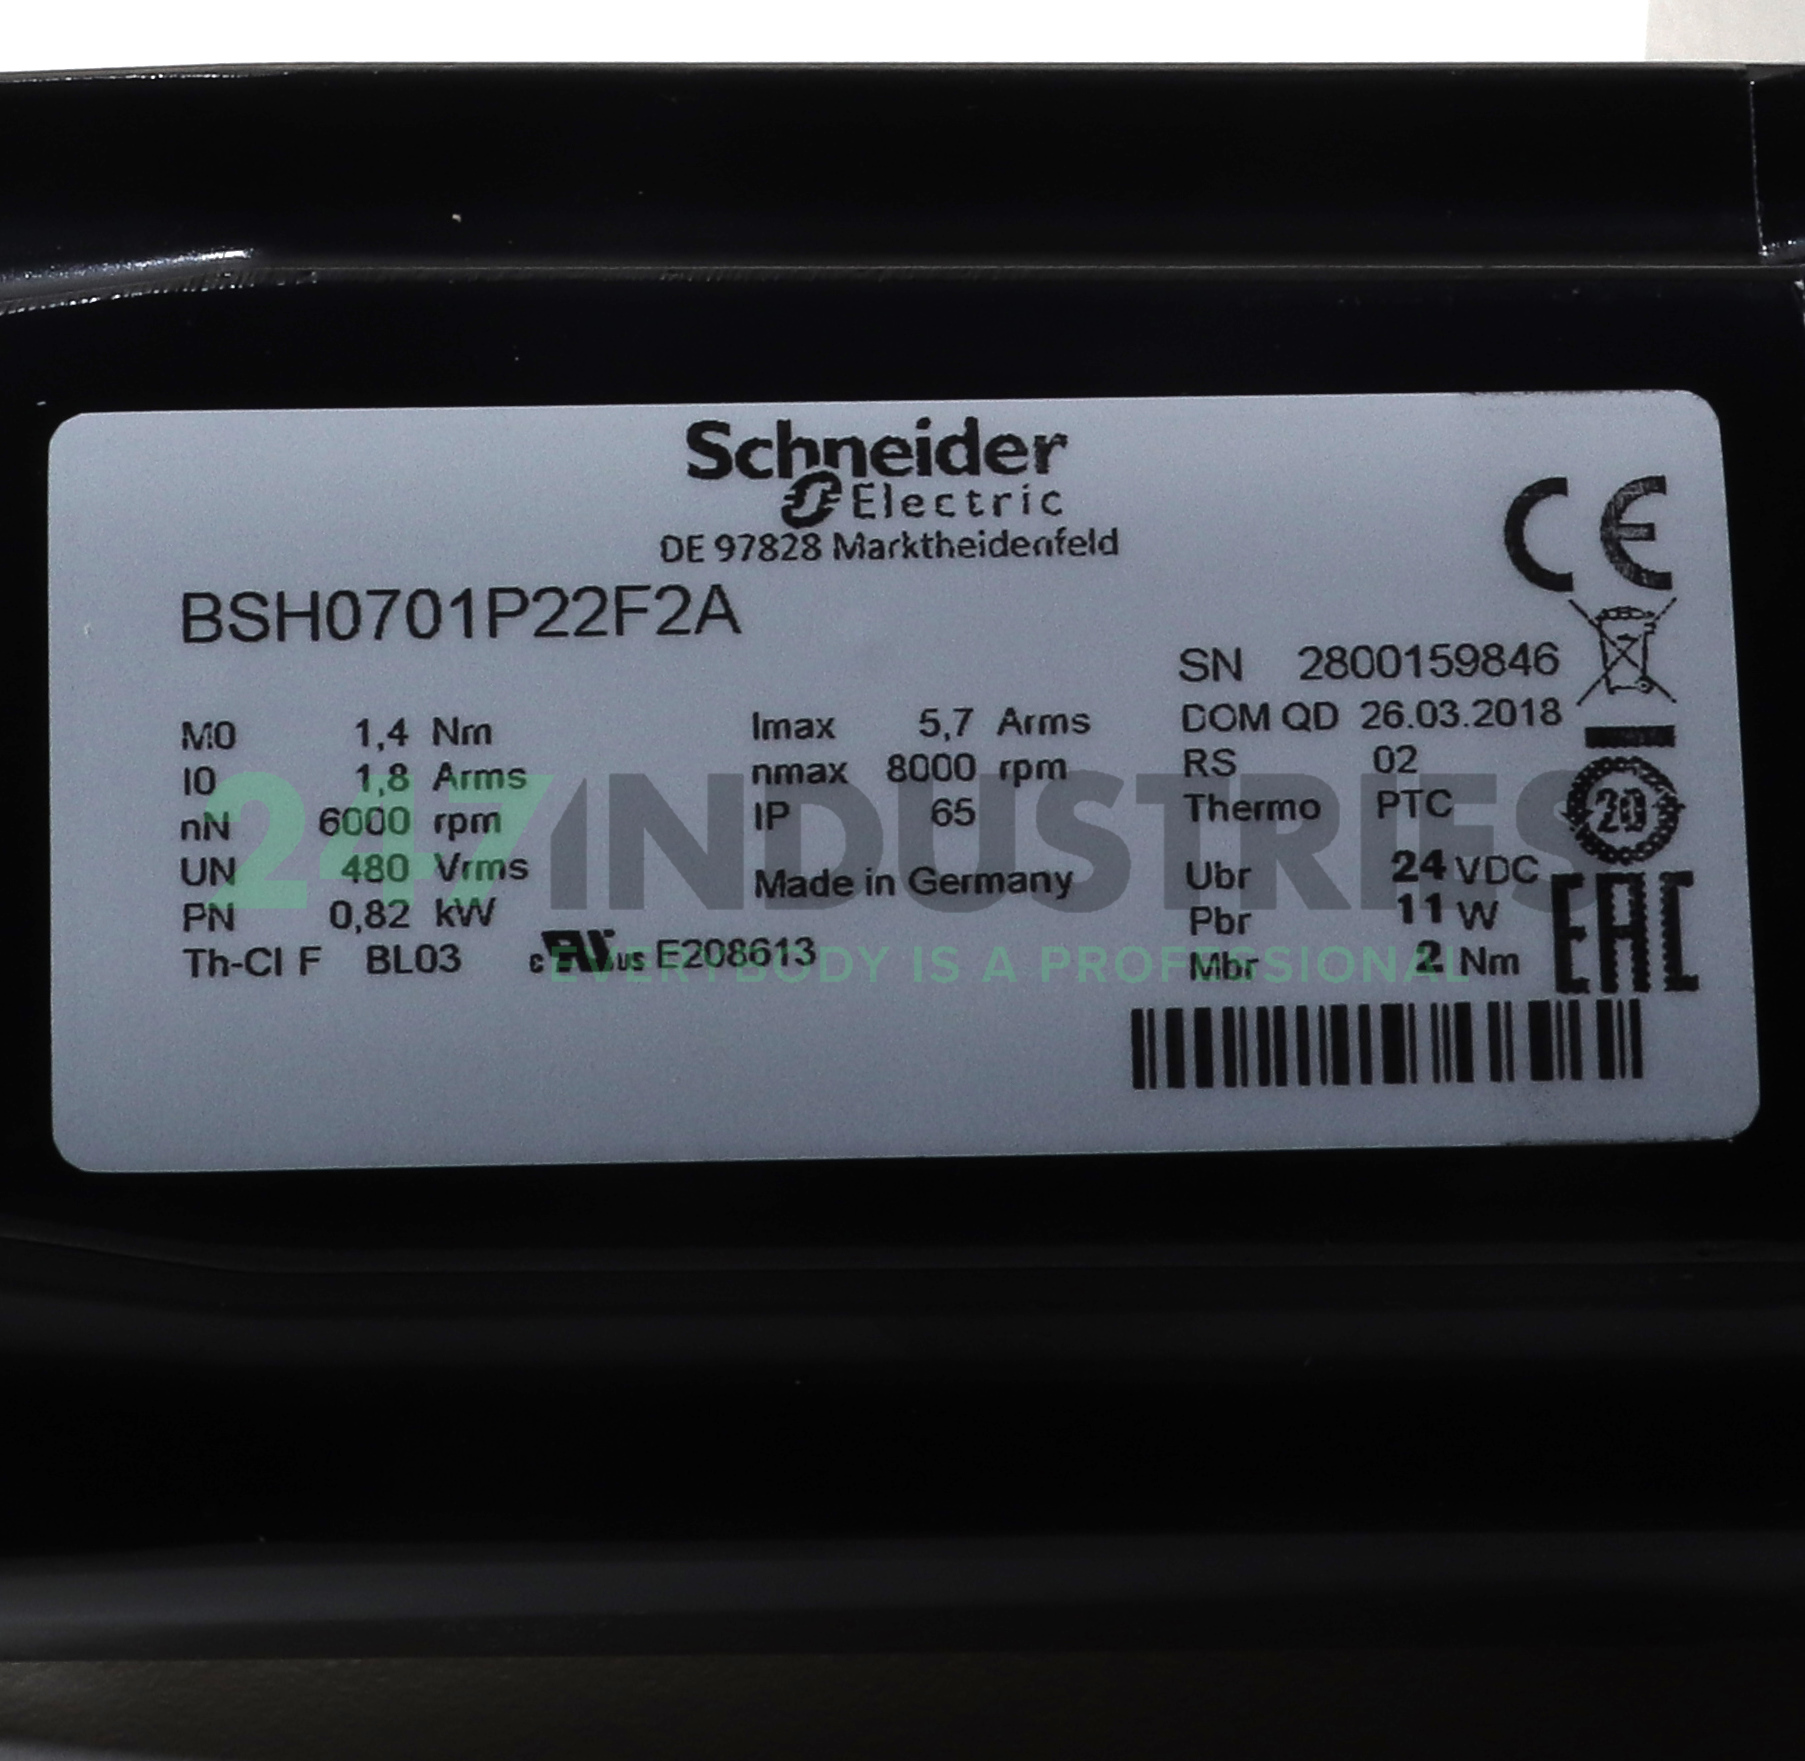 Schneider
Electric
DE 97828 Marktheidenfeld
BSH0701P22F2A
M0 1,4 Nm
I0 1,8 Arms
nN 6000 rpm
UN 480 Vrms
PN 0,82 kW
Th-Cl F BL03
c RU us E208613
Imax 5,7 Arms
nmax 8000 rpm
IP 65
Made in Germany
SN 2800159846
DOM QD 26.03.2018
RS 02
Thermo PTC
Ubr 24 VDC
Pbr 11 W
Mbr 2 Nm
CE
20
EAC
247INDUSTRIES
EVERYBODY IS A PROFESSIONAL